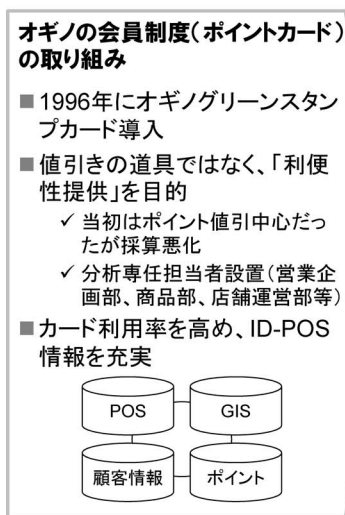 オギノの会員制度(ポイントカード)
の取り組み
■1996年にオギノグリーンスタン
プカード導入
■値引きの道具ではなく、「利便
性提供」を目的
✓ 当初はポイント値引中心だっ
たが採算悪化
✓ 分析専任担当者設置(営業企
画部、商品部、店舗運営部等)
■カード利用率を高め、ID-POS
情報を充実
POS
GIS
顧客情報
ポイント